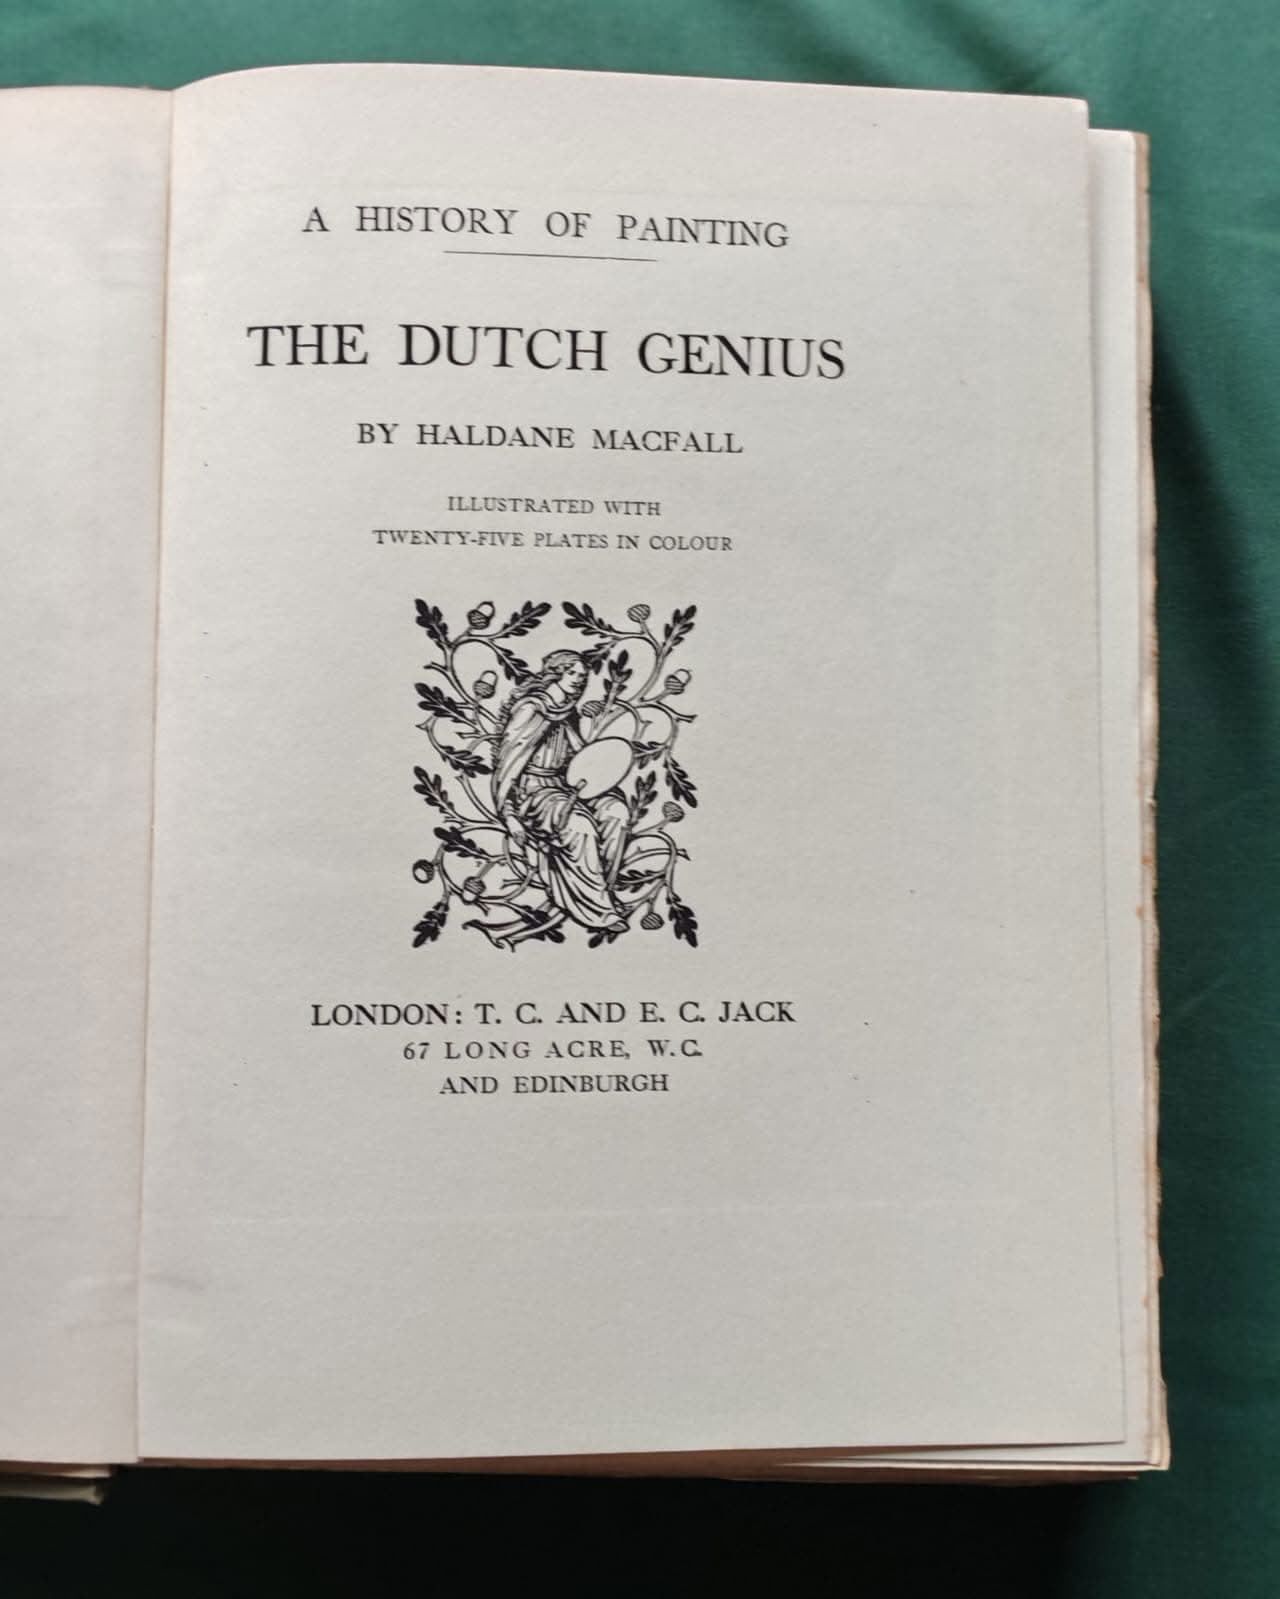 A HISTORY OF PAINTING
THE DUTCH GENIUS
BY HALDANE MACFALL
ILLUSTRATED WITH
TWENTY-FIVE PLATES IN COLOUR
LONDON: T. C. AND E. C. JACK
67 LONG ACRE, W.C.
AND EDINBURGH